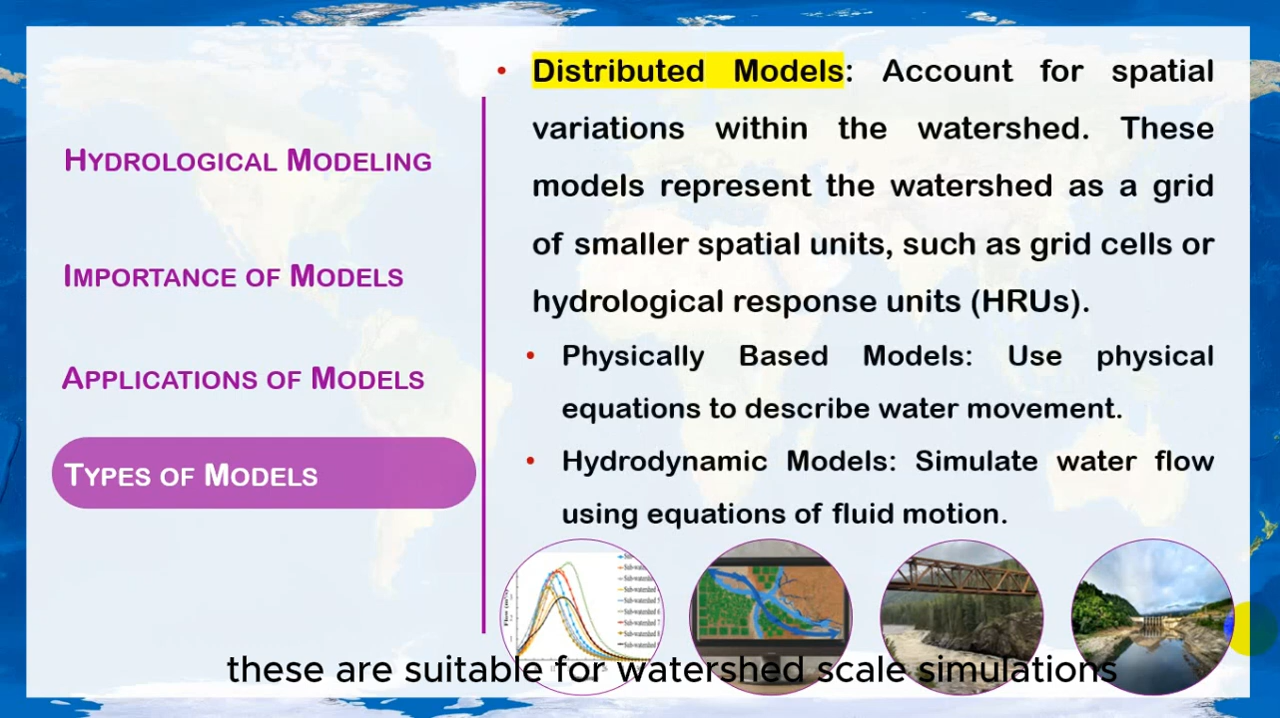 HYDROLOGICAL MODELING
IMPORTANCE OF MODELS
APPLICATIONS OF MODELS
TYPES OF MODELS
• Distributed Models: Account for spatial
variations within the watershed. These
models represent the watershed as a grid
of smaller spatial units, such as grid cells or
hydrological response units (HRUs).
• Physically Based Models: Use physical
equations to describe water movement.
• Hydrodynamic Models: Simulate water flow
using equations of fluid motion.
these are suitable for watershed scale simulations